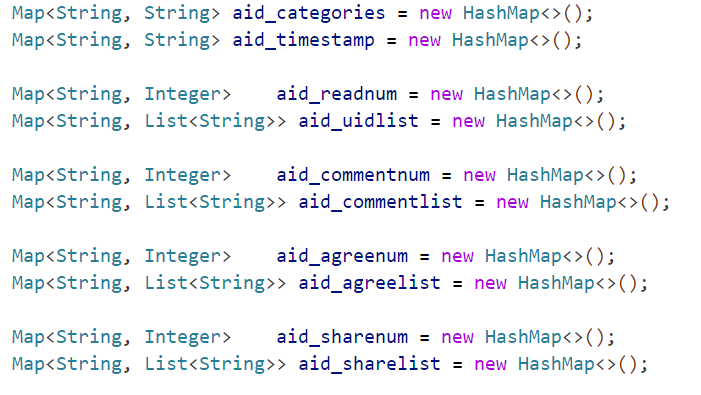 Map<String, String> aid_categories = new HashMap<>();
Map<String, String> aid_timestamp = new HashMap<>();
Map<String, Integer>    aid_readnum = new HashMap<>();
Map<String, List<String>> aid_uidlist = new HashMap<>();
Map<String, Integer>    aid_commentnum = new HashMap<>();
Map<String, List<String>> aid_commentlist = new HashMap<>();
Map<String, Integer>    aid_agreenum = new HashMap<>();
Map<String, List<String>> aid_agreelist = new HashMap<>();
Map<String, Integer>    aid_sharenum = new HashMap<>();
Map<String, List<String>> aid_sharelist = new HashMap<>();